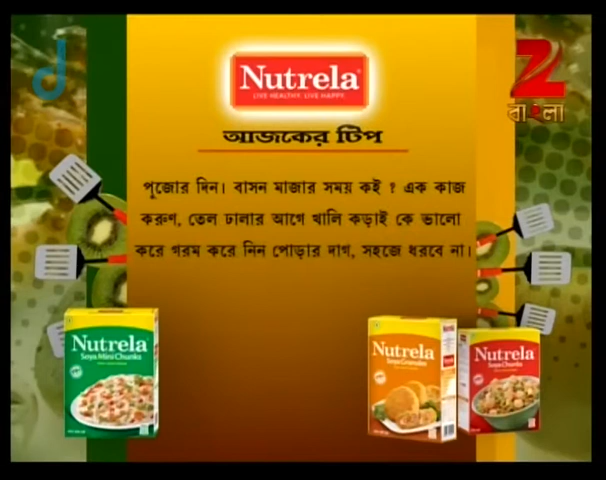 Nutrela
LIVE HEALTHY. LIVE HAPPY.
বাংলা
আজকের টিপ
পুজোর দিন। বাসন মাজার সময় কই ? এক কাজ
করুণ, তেল ঢালার আগে খালি কড়াই কে ভালো
করে গরম করে নিন পোড়ার দাগ, সহজে ধরবে না।
Nutrela
Soya Mini Chunks
Nutrela
Soya Granules
Nutrela
Soya Chunks